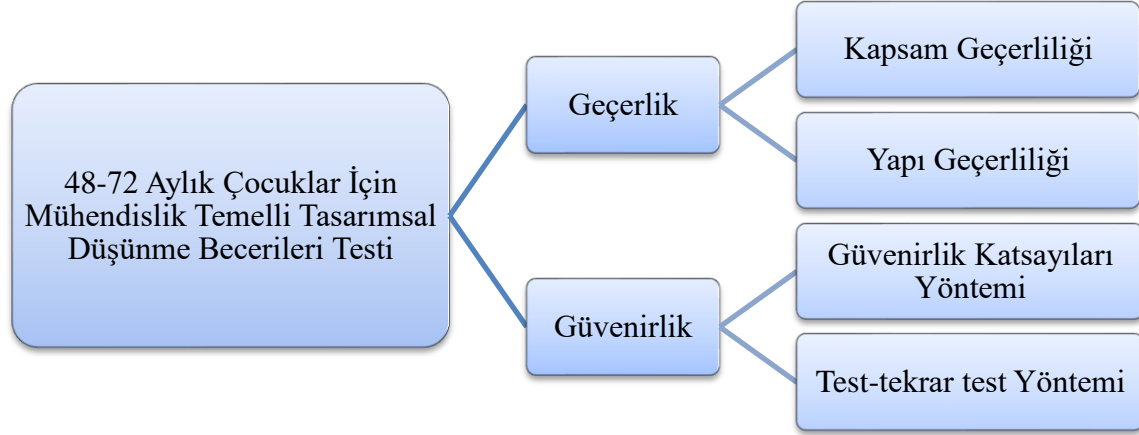 48-72 Aylık Çocuklar İçin
Mühendislik Temelli Tasarımsal
Düşünme Becerileri Testi
Geçerlik
Kapsam Geçerliliği
Yapı Geçerliliği
Güvenirlik
Güvenirlik Katsayıları
Yöntemi
Test-tekrar test Yöntemi